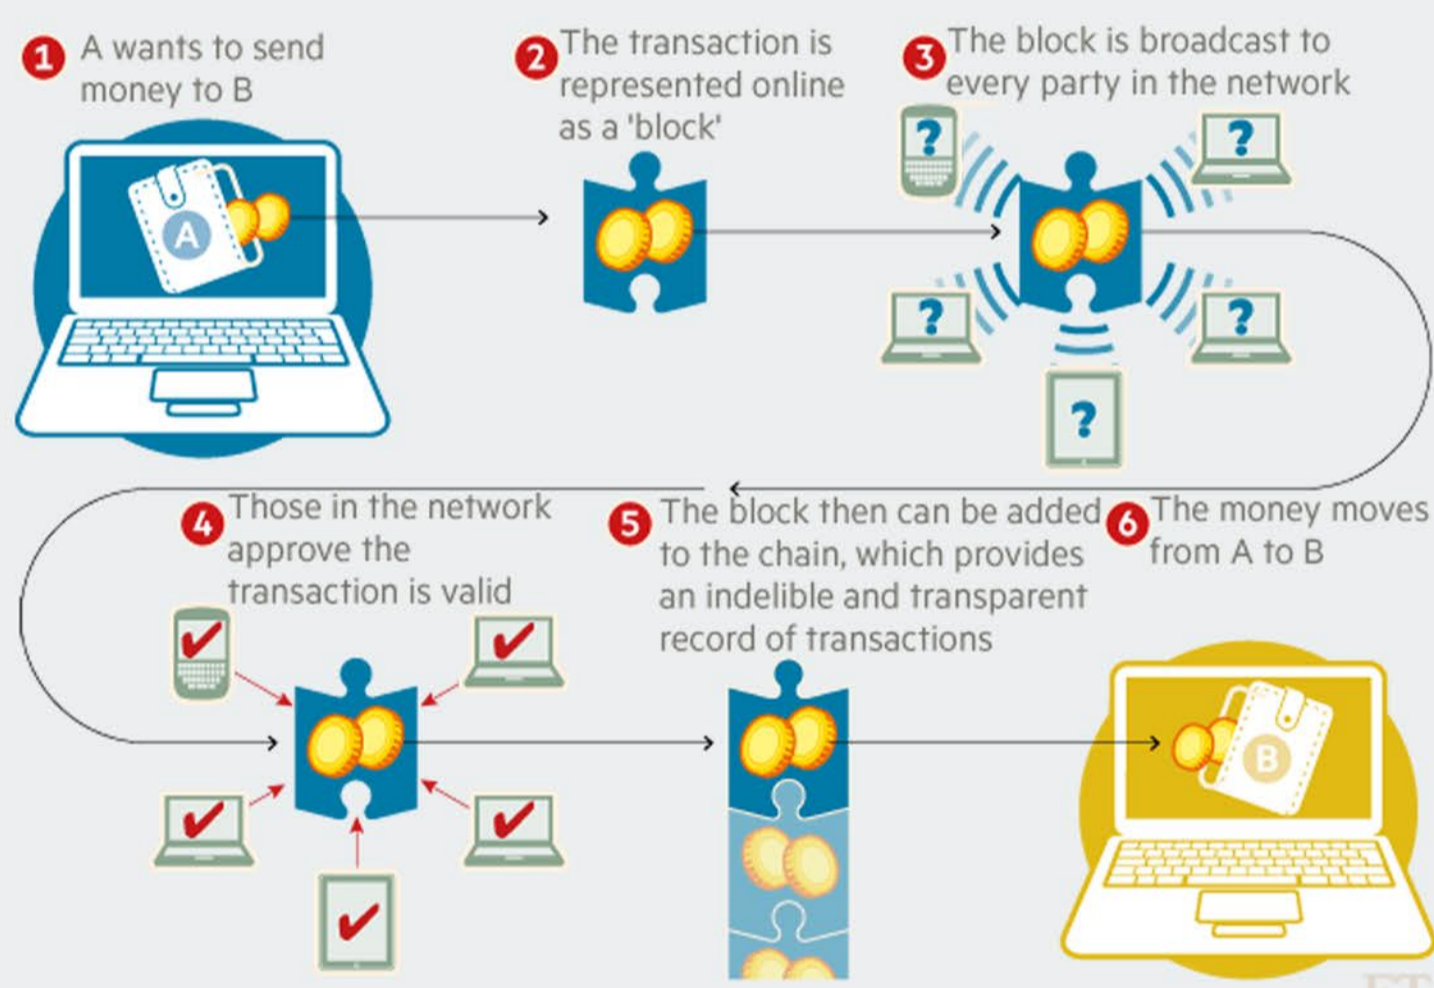 1 A wants to send
money to B
2 The transaction is
represented online
as a 'block'
3 The block is broadcast to
every party in the network
A
?
?
?
?
?
4 Those in the network
approve the
transaction is valid
5 The block then can be added
to the chain, which provides
an indelible and transparent
record of transactions
6 The money moves
from A to B
B
FT